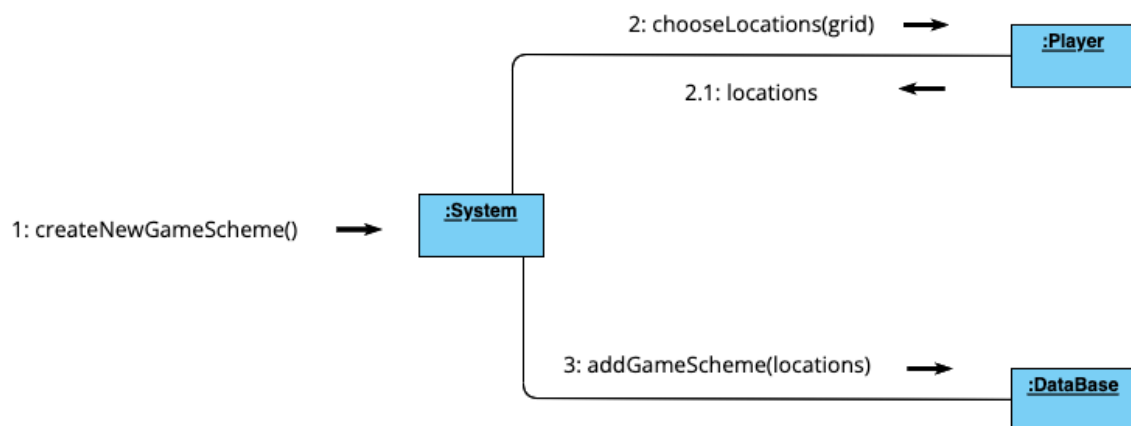 2: chooseLocations(grid)
:Player
2.1: locations
:System
1: createNewGameScheme()
3: addGameScheme(locations)
:DataBase